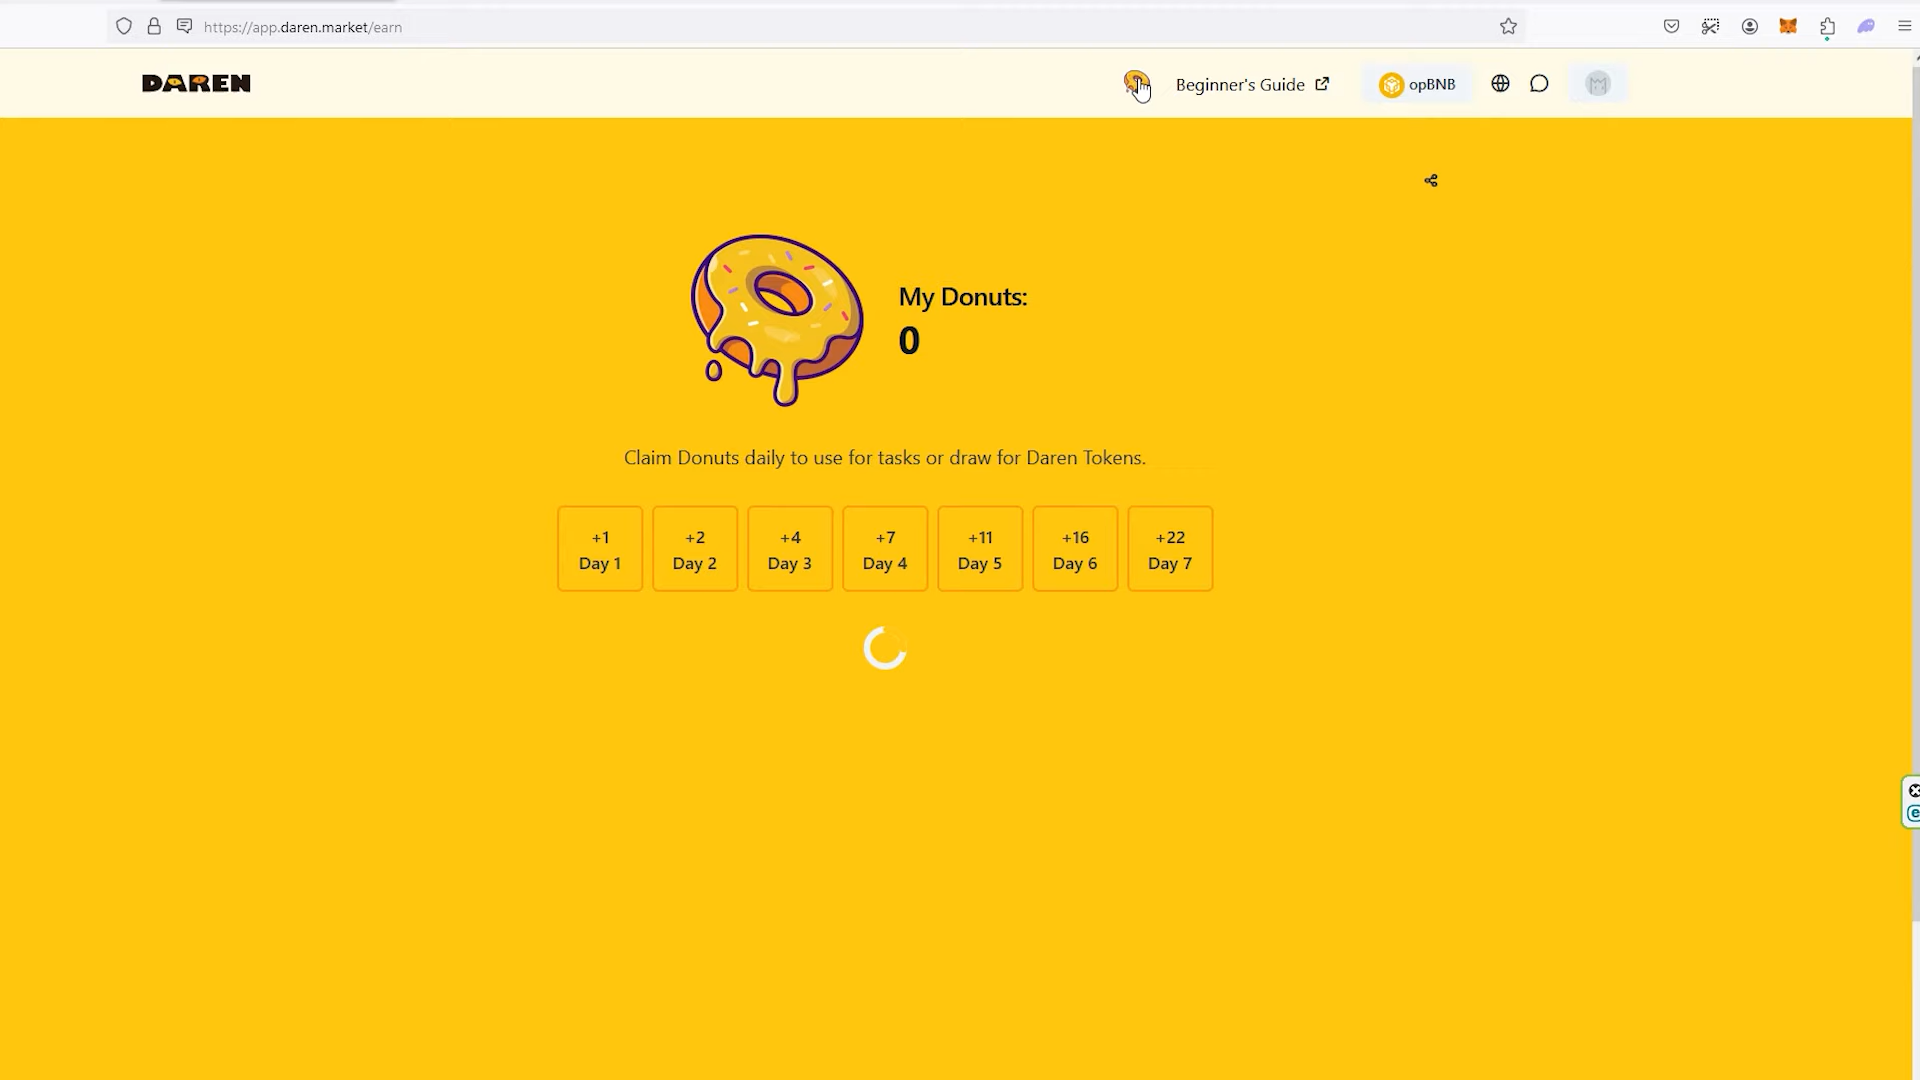 https://app.daren.market/earn
DAREN
Beginner's Guide
opBNB
My Donuts:
0
Claim Donuts daily to use for tasks or draw for Daren Tokens.
+1
Day 1
+2
Day 2
+4
Day 3
+7
Day 4
+11
Day 5
+16
Day 6
+22
Day 7